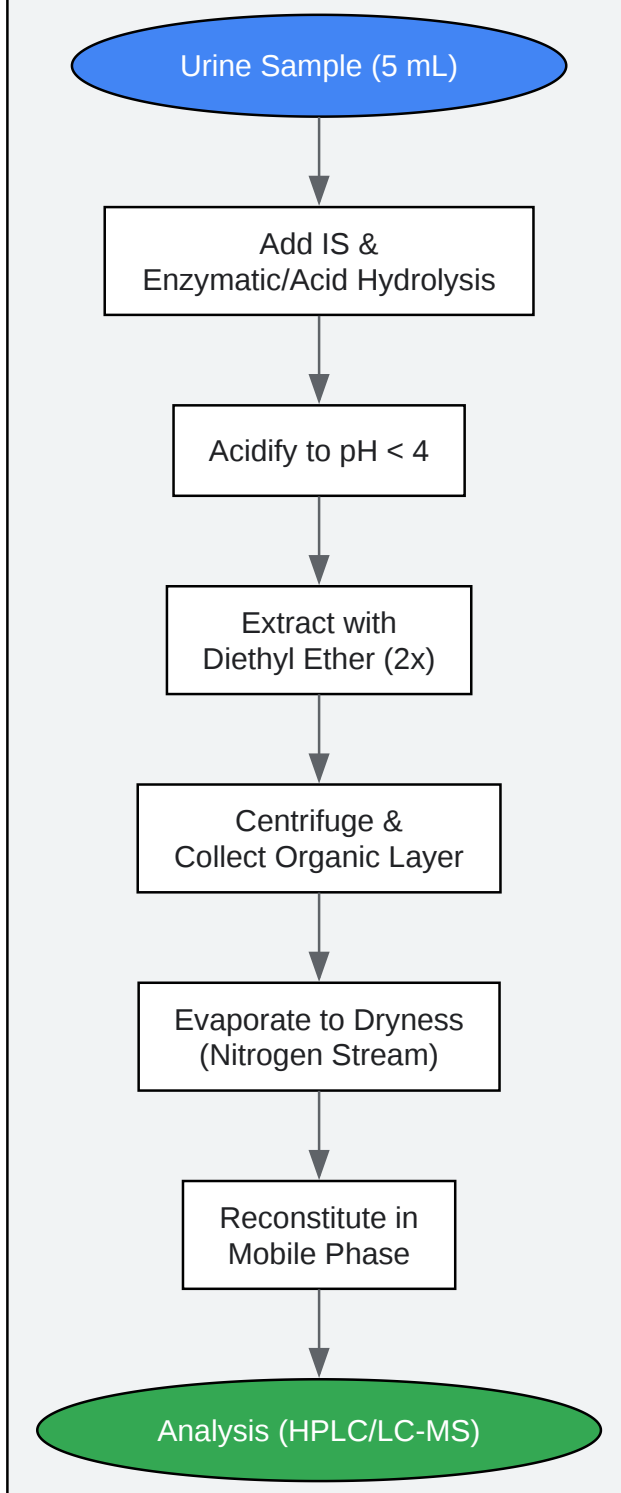 Urine Sample (5 mL)
Add IS &
Enzymatic/Acid Hydrolysis
Acidify to pH < 4
Extract with
Diethyl Ether (2x)
Centrifuge &
Collect Organic Layer
Evaporate to Dryness
(Nitrogen Stream)
Reconstitute in
Mobile Phase
Analysis (HPLC/LC-MS)